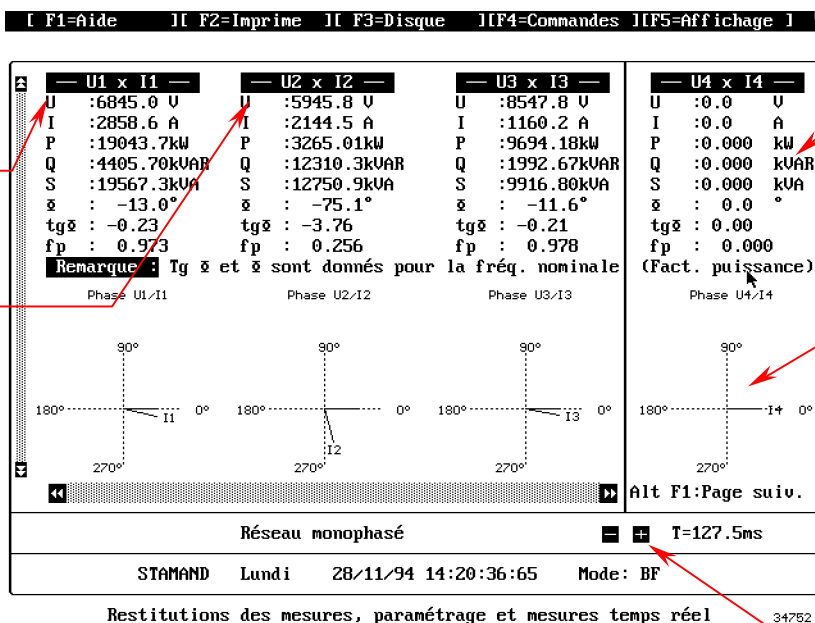 [ F1=Aide ][ F2=Imprime ][ F3=Disque ][F4=Commandes ][F5=Affichage ]
— U1 x I1 — — U2 x I2 — — U3 x I3 — — U4 x I4 —
U :6845.0 V U :5945.8 V U :8547.8 V U :0.0 V
I :2858.6 A I :2144.5 A I :1160.2 A I :0.0 A
P :19043.7kW P :3265.01kW P :9694.18kW P :0.000 kW
Q :4405.70kVAR Q :12310.3kVAR Q :1992.67kVAR Q :0.000 kVAR
S :19567.3kVA S :12750.9kVA S :9916.80kVA S :0.000 kVA
Φ : -13.0° Φ : -75.1° Φ : -11.6° Φ : 0.0 °
tgΦ : -0.23 tgΦ : -3.76 tgΦ : -0.21 tgΦ : 0.00
fp : 0.973 fp : 0.256 fp : 0.978 fp : 0.000
Remarque : Tg Φ et Φ sont donnés pour la fréq. nominale (Fact. puissance)
Phase U1/I1 Phase U2/I2 Phase U3/I3 Phase U4/I4
90° 90° 90° 90°
180° I1 0° 180° 0° 180° I3 0° 180° I4 0°
I2
270° 270° 270° 270°
Alt F1:Page suiv.
Réseau monophasé - + T=127.5ms
STAMAND Lundi 28/11/94 14:20:36:65 Mode: BF
Restitutions des mesures, paramétrage et mesures temps réel 34752